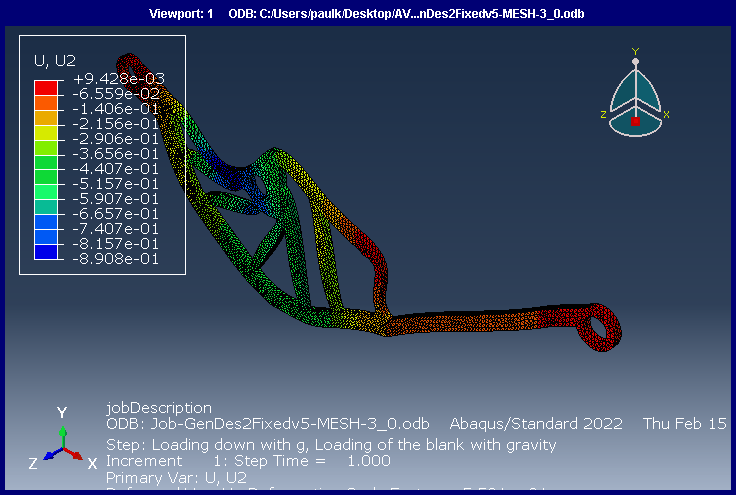 Viewport: 1 ODB: C:/Users/paulk/Desktop/AV...nDes2Fixedv5-MESH-3_0.odb
U, U2
+9.428e-03
-6.559e-02
-1.406e-01
-2.156e-01
-2.906e-01
-3.656e-01
-4.407e-01
-5.157e-01
-5.907e-01
-6.657e-01
-7.407e-01
-8.157e-01
-8.908e-01
Y
Z X
Y
Z X
jobDescription
ODB: Job-GenDes2Fixedv5-MESH-3_0.odb Abaqus/Standard 2022 Thu Feb 15
Step: Loading down with g, Loading of the blank with gravity
Increment 1: Step Time = 1.000
Primary Var: U, U2